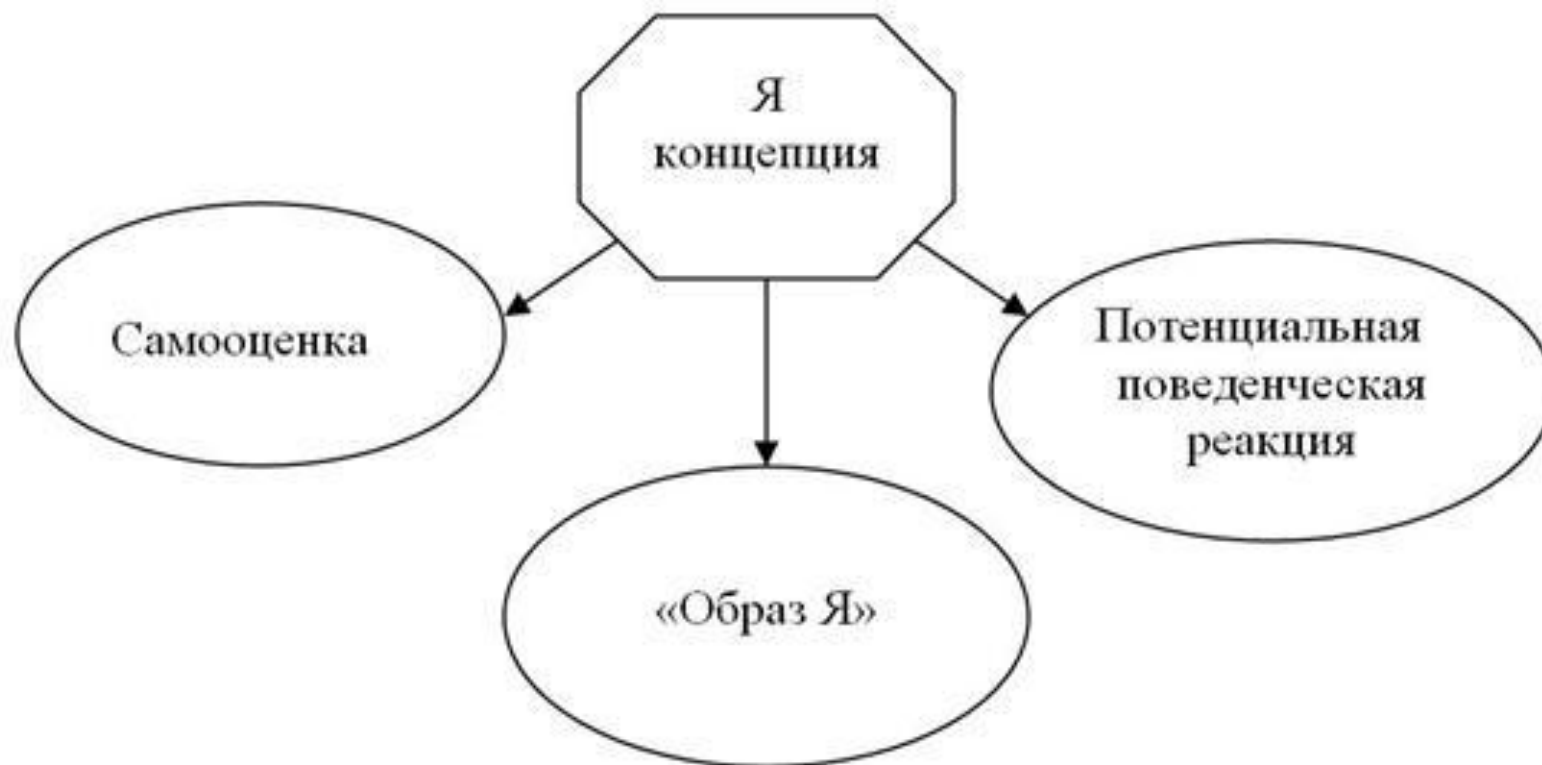 Я
концепция
Самооценка
Потенциальная
поведенческая
реакция
«Образ Я»